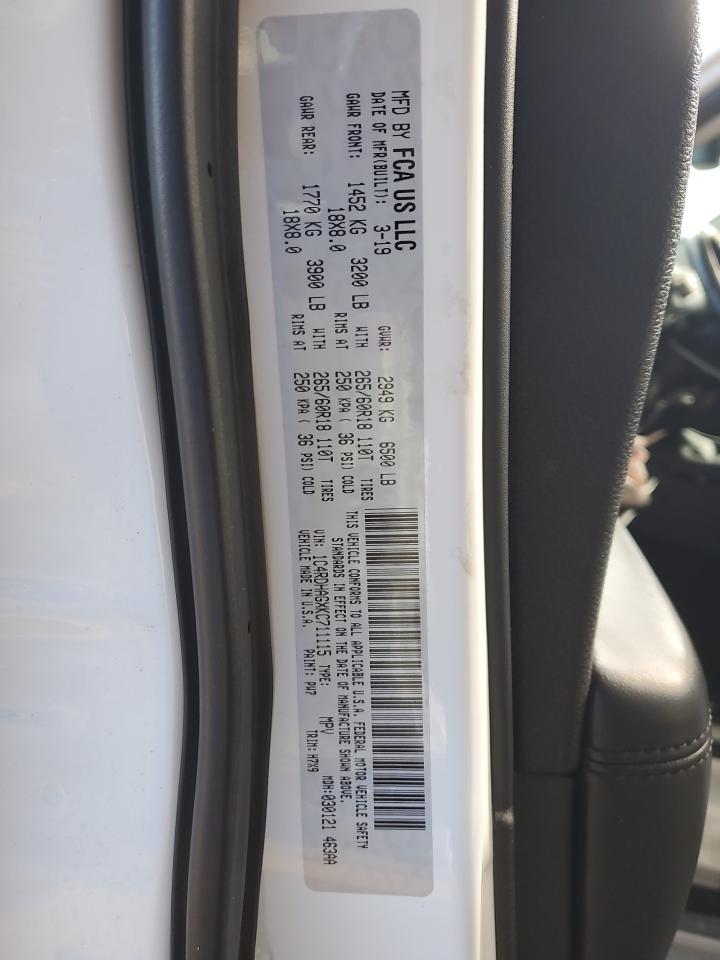 MFD BY FCA US LLC
DATE OF MFR(BUILT): 3-19 GVWR: 2949 KG 6500 LB
GAWR FRONT: 1452 KG 3200 LB WITH 265/60R18 110T TIRES
18X8.0 RIMS AT 250 KPA ( 36 PSI) COLD
GAWR REAR: 1770 KG 3900 LB WITH 265/60R18 110T TIRES
18X8.0 RIMS AT 250 KPA ( 36 PSI) COLD
THIS VEHICLE CONFORMS TO ALL APPLICABLE U.S.A. FEDERAL MOTOR VEHICLE SAFETY
STANDARDS IN EFFECT ON THE DATE OF MANUFACTURE SHOWN ABOVE.
VIN: 1C4RDHAGXKC711115 TYPE: MPV MDH:030121 463AA
VEHICLE MADE IN U.S.A. PAINT: PW7 TRIM: H7X9